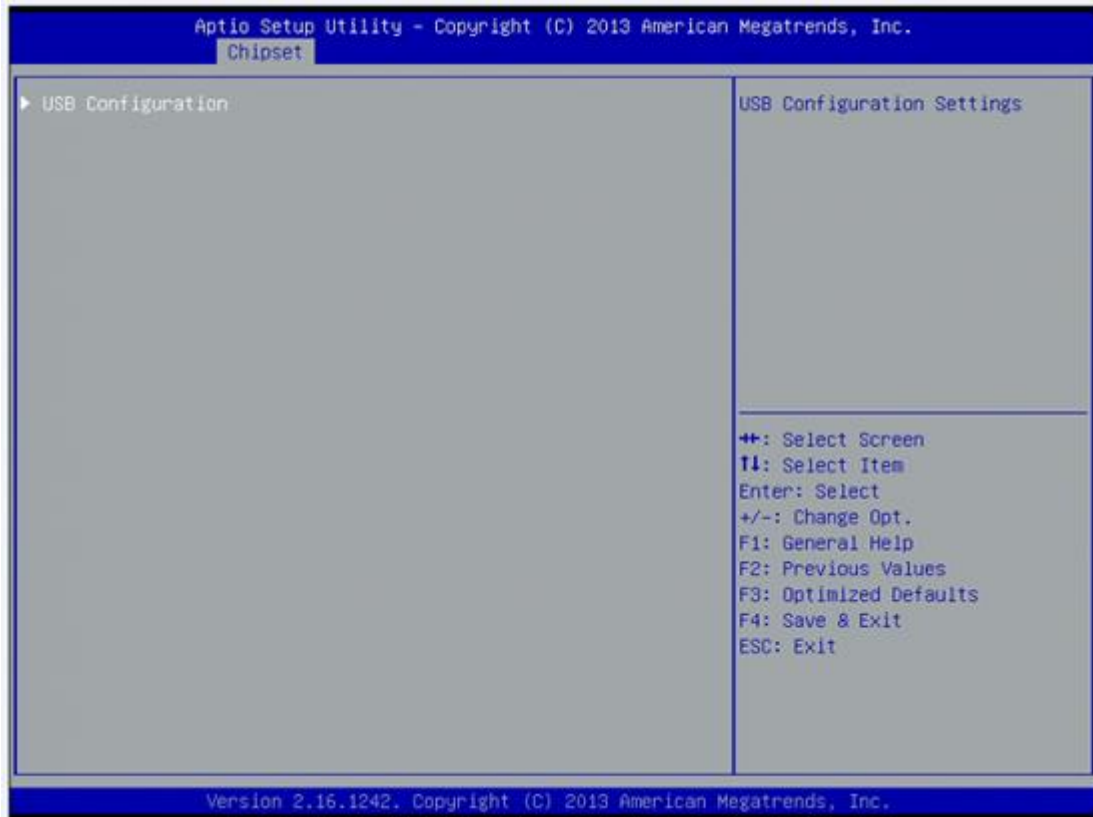 Aptio Setup Utility – Copyright (C) 2013 American Megatrends, Inc.
Chipset
▶ USB Configuration
USB Configuration Settings
→←: Select Screen
↑↓: Select Item
Enter: Select
+/-: Change Opt.
F1: General Help
F2: Previous Values
F3: Optimized Defaults
F4: Save & Exit
ESC: Exit
Version 2.16.1242. Copyright (C) 2013 American Megatrends, Inc.